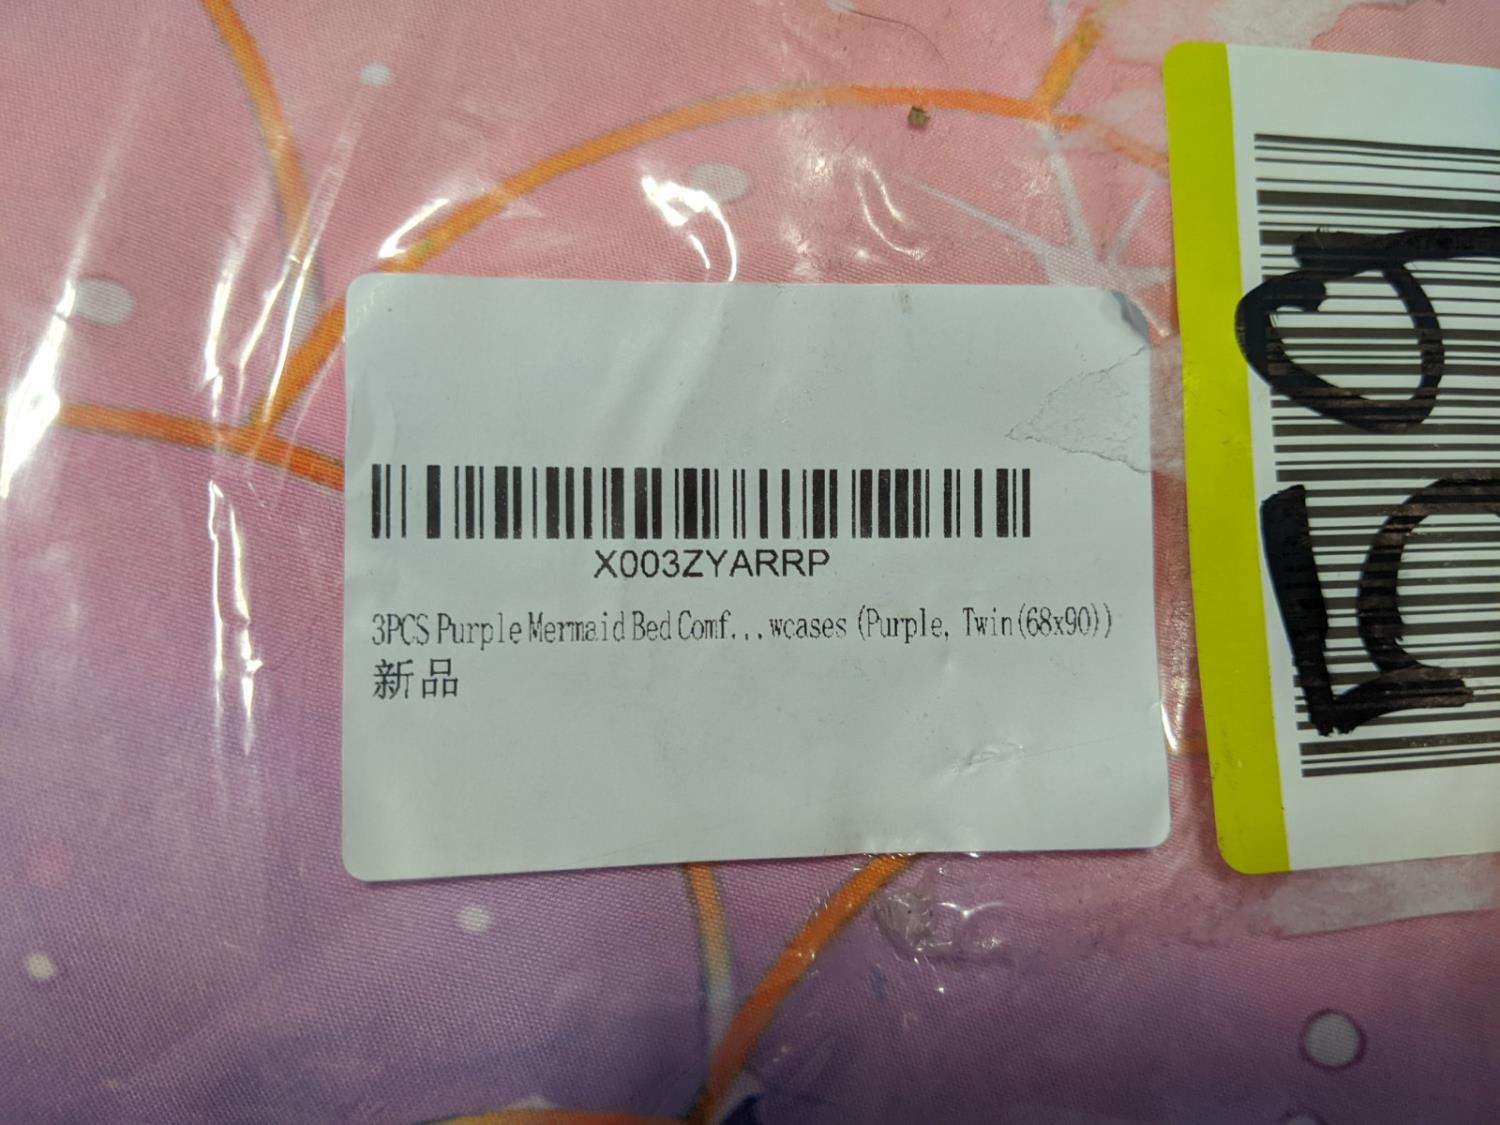 X003ZYARRP
3PCS Purple Mermaid Bed Comf...wcases (Purple, Twin(68x90))
新品